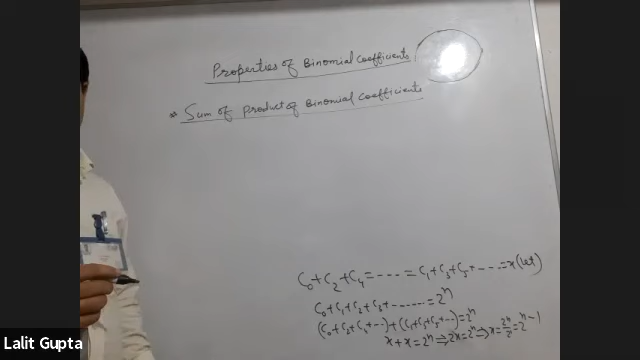 Properties of Binomial Coefficients
* Sum of Product of Binomial Coefficients
C₀+C₂+C₄+---- = C₁+C₃+C₅+---- = x (let)
C₀+C₁+C₂+C₃+------- = 2ⁿ
(C₀+C₂+C₄+---)+(C₁+C₃+C₅+---) = 2ⁿ
x+x = 2ⁿ ⇒ 2x = 2ⁿ ⇒ x = 2ⁿ/2 = 2ⁿ⁻¹
Lalit Gupta